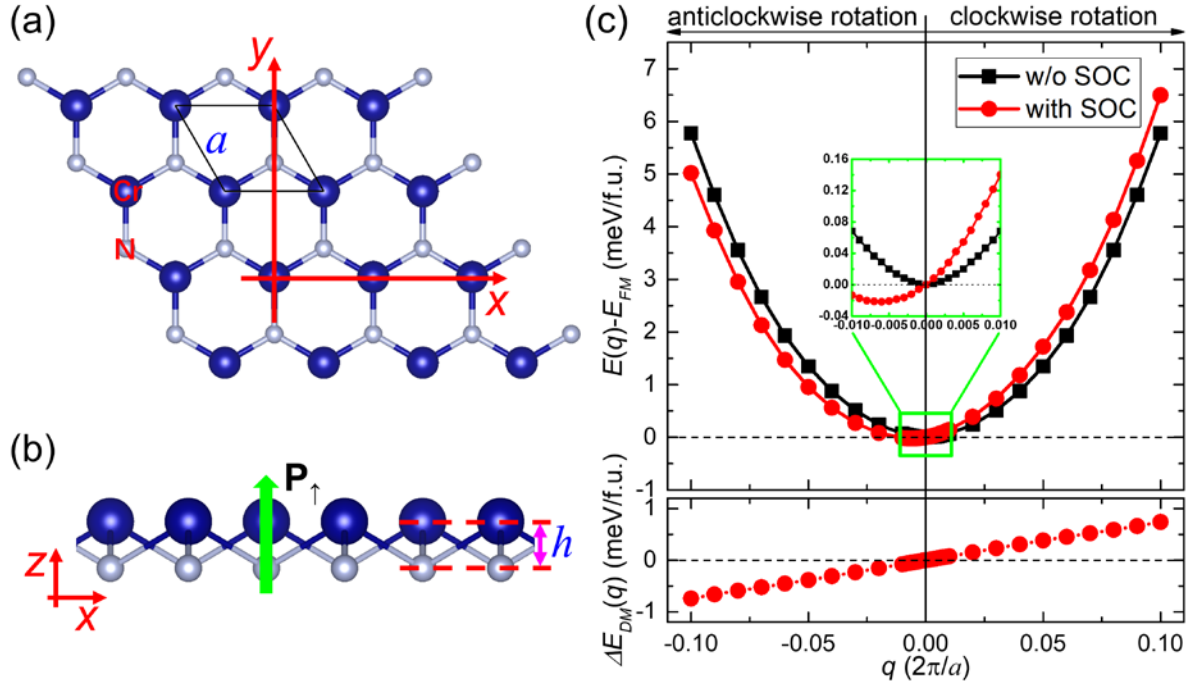 (a)
y
a
Cr
N
x
(b)
P↑
h
z
x
(c)
anticlockwise rotation clockwise rotation
E(q)-E_FM (meV/f.u.)
7
6
5
4
3
2
1
0
-1
w/o SOC
with SOC
0.16
0.12
0.08
0.04
0.00
-0.04
-0.010 -0.005 0.000 0.005 0.010
ΔE_DM(q) (meV/f.u.)
1
0
-1
-0.10 -0.05 0.00 0.05 0.10
q (2π/a)